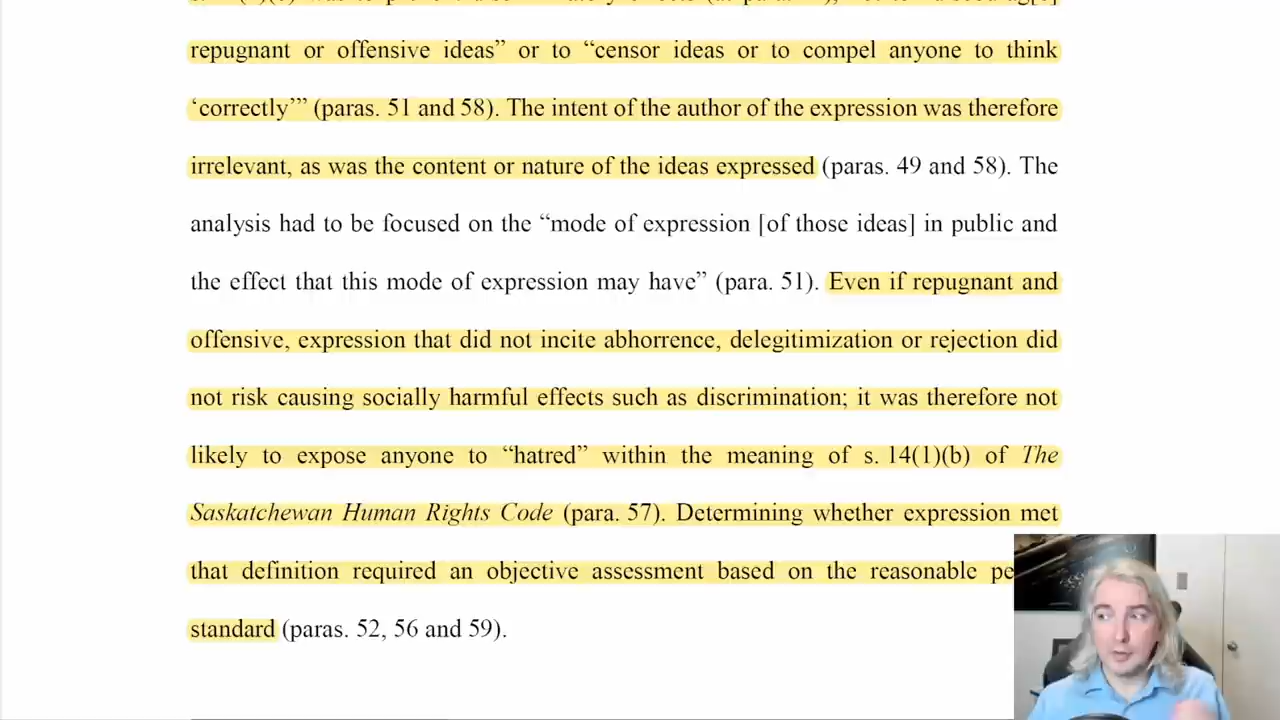 repugnant or offensive ideas” or to “censor ideas or to compel anyone to think
‘correctly’” (paras. 51 and 58). The intent of the author of the expression was therefore
irrelevant, as was the content or nature of the ideas expressed (paras. 49 and 58). The
analysis had to be focused on the “mode of expression [of those ideas] in public and
the effect that this mode of expression may have” (para. 51). Even if repugnant and
offensive, expression that did not incite abhorrence, delegitimization or rejection did
not risk causing socially harmful effects such as discrimination; it was therefore not
likely to expose anyone to “hatred” within the meaning of s. 14(1)(b) of The
Saskatchewan Human Rights Code (para. 57). Determining whether expression met
that definition required an objective assessment based on the reasonable
standard (paras. 52, 56 and 59).